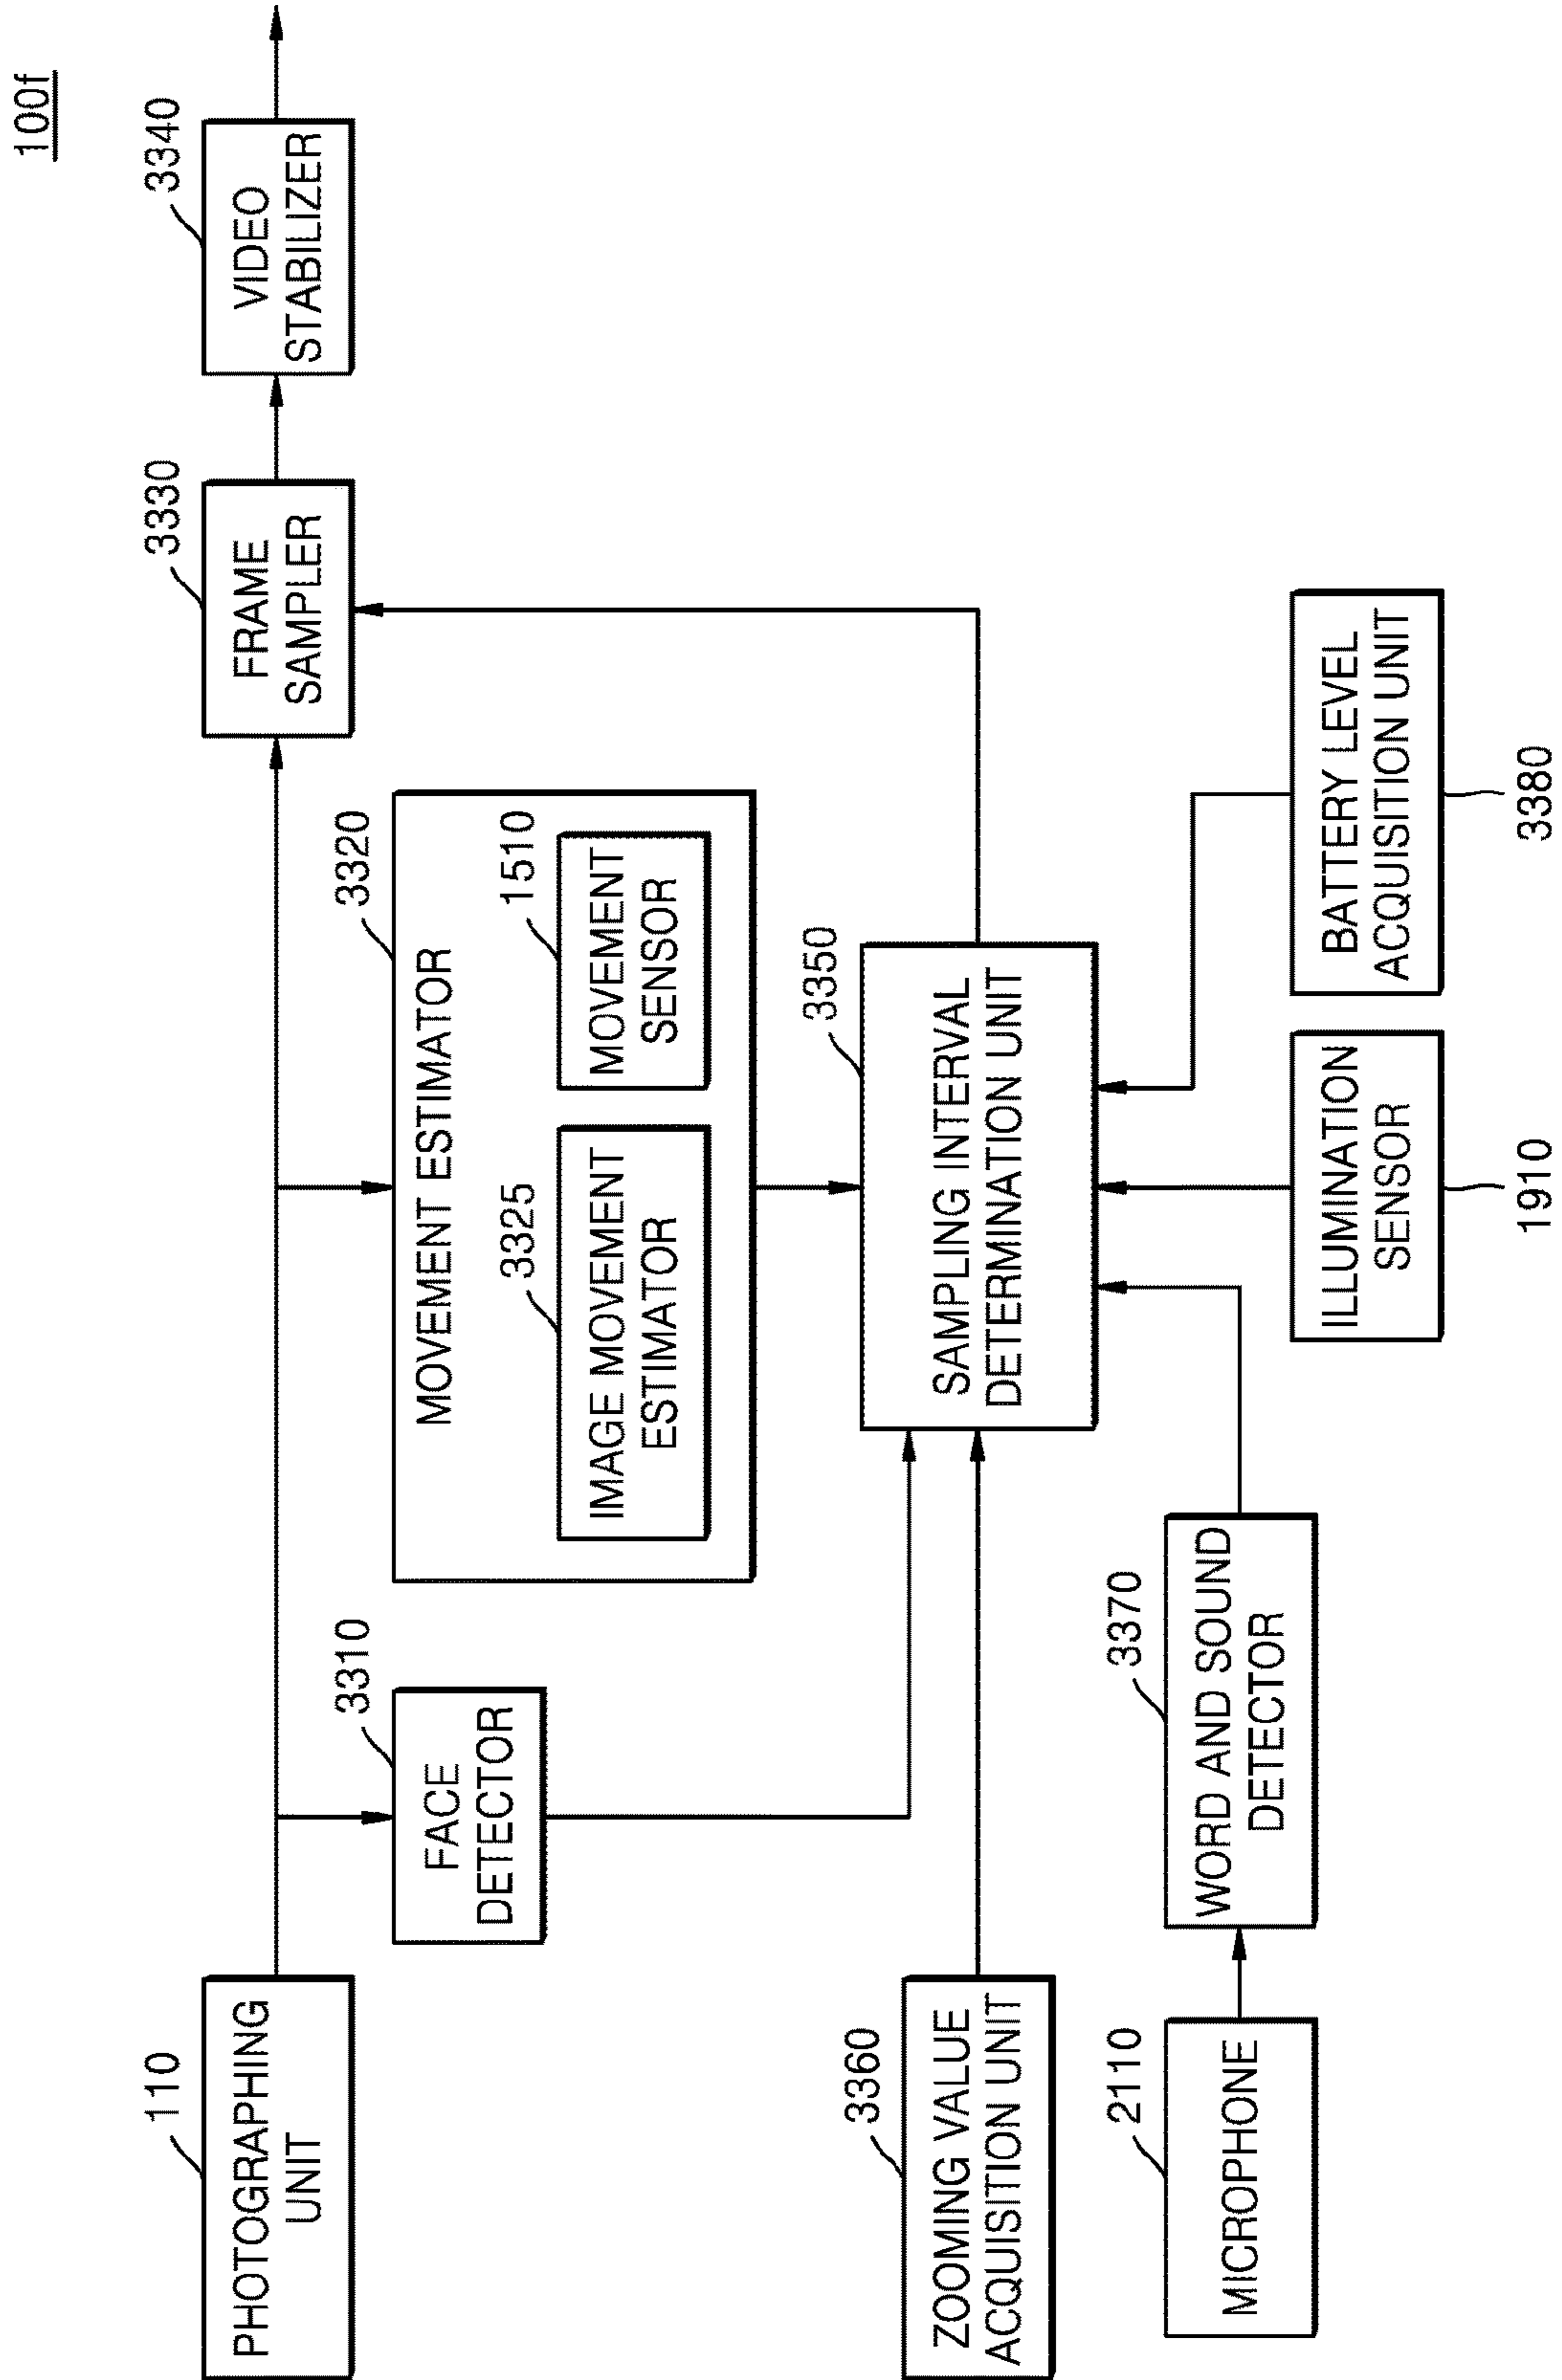 100f
110
PHOTOGRAPHING
UNIT
3330
FRAME
SAMPLER
3340
VIDEO
STABILIZER
3310
FACE
DETECTOR
3320
MOVEMENT ESTIMATOR
3325
IMAGE MOVEMENT
ESTIMATOR
1510
MOVEMENT
SENSOR
3360
ZOOMING VALUE
ACQUISITION UNIT
3350
SAMPLING INTERVAL
DETERMINATION UNIT
2110
MICROPHONE
3370
WORD AND SOUND
DETECTOR
ILLUMINATION
SENSOR
1910
BATTERY LEVEL
ACQUISITION UNIT
3380